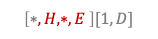 [*, H,*, E ][1, D]